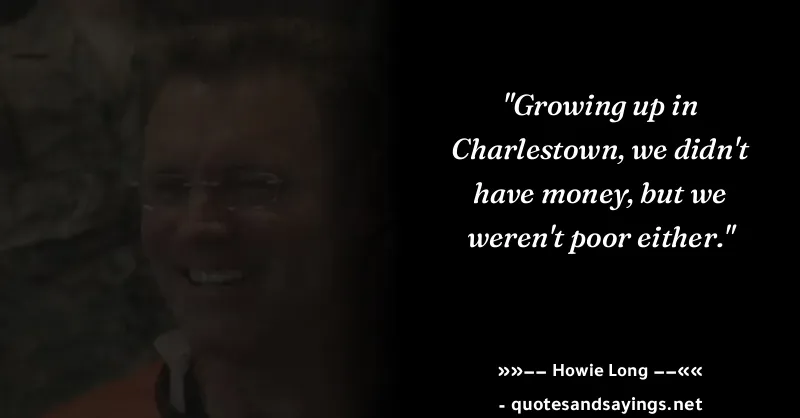 "Growing up in
Charlestown, we didn't
have money, but we
weren't poor either."
»»–– Howie Long ––««
- quotesandsayings.net